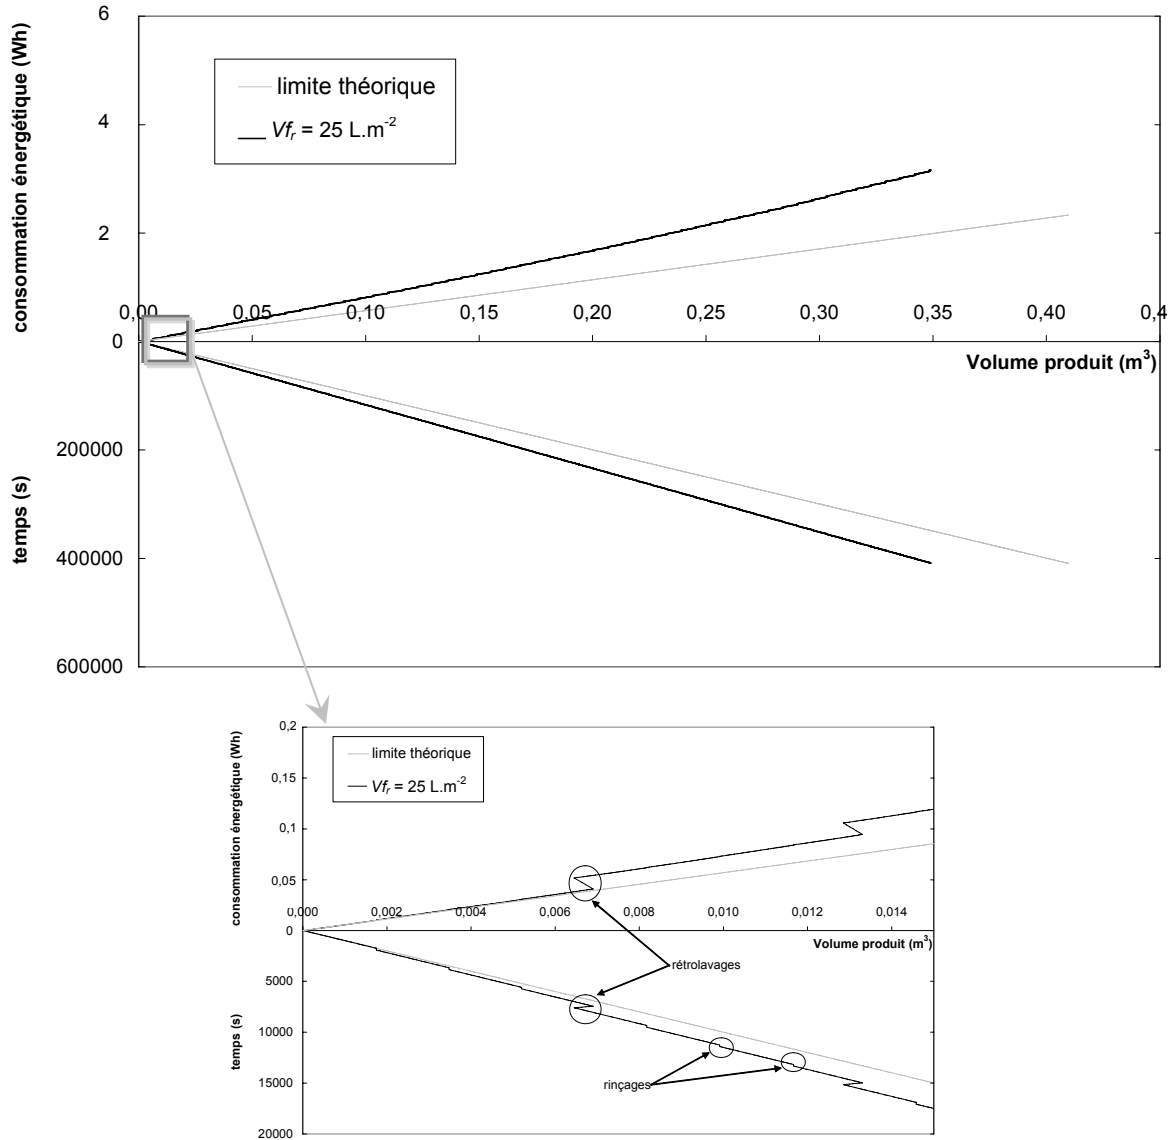 consommation énergétique (Wh)
6
4
2
0
limite théorique
Vfr = 25 L.m-2
0,00 0,05 0,10 0,15 0,20 0,25 0,30 0,35 0,40 0,4
Volume produit (m3)
temps (s)
200000
400000
600000
consommation énergétique (Wh)
0,2
0,15
0,1
0,05
0
limite théorique
Vfr = 25 L.m-2
0,000 0,002 0,004 0,006 0,008 0,010 0,012 0,014
Volume produit (m3)
rétrolavages
temps (s)
5000
10000
15000
20000
rinçages